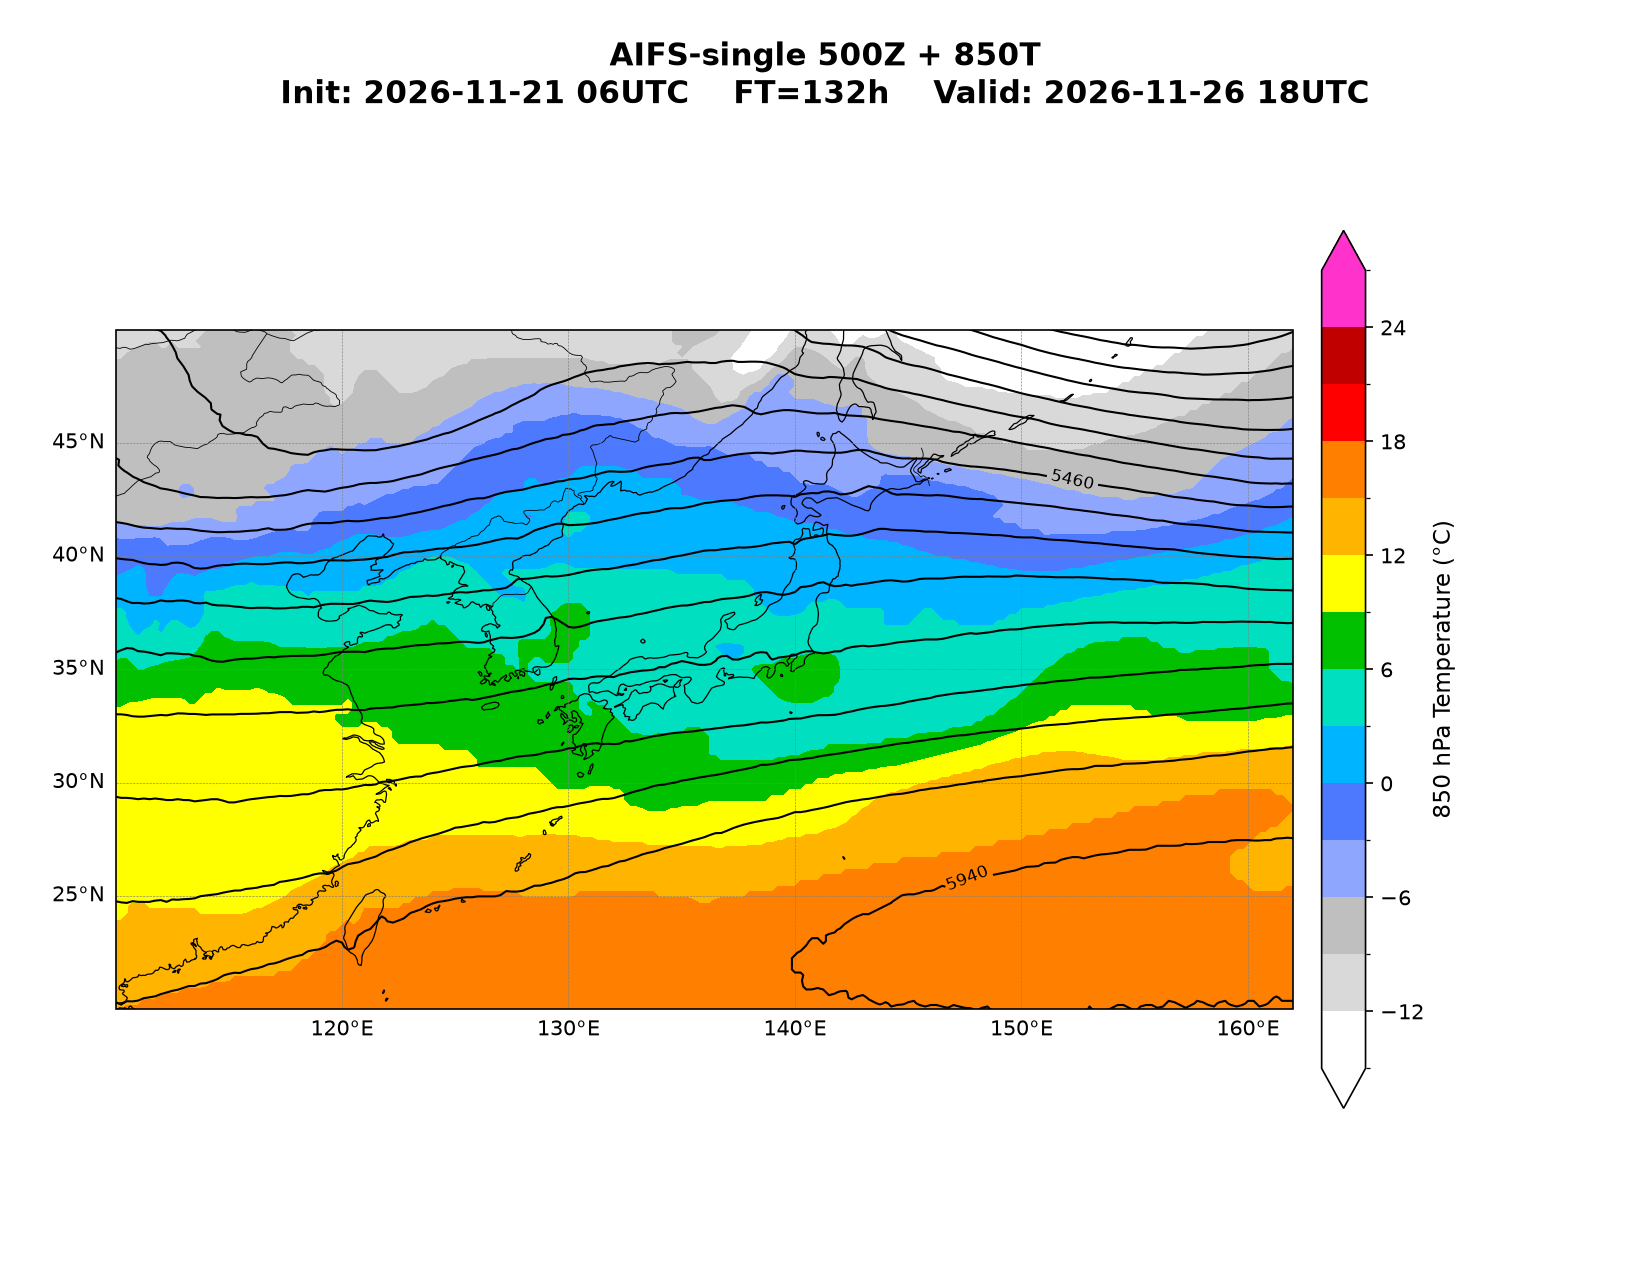 AIFS-single 500Z + 850T
Init: 2026-11-21 06UTC    FT=132h    Valid: 2026-11-26 18UTC
45°N
40°N
35°N
30°N
25°N
120°E
130°E
140°E
150°E
160°E
5460
5940
24
18
12
6
0
−6
−12
850 hPa Temperature (°C)